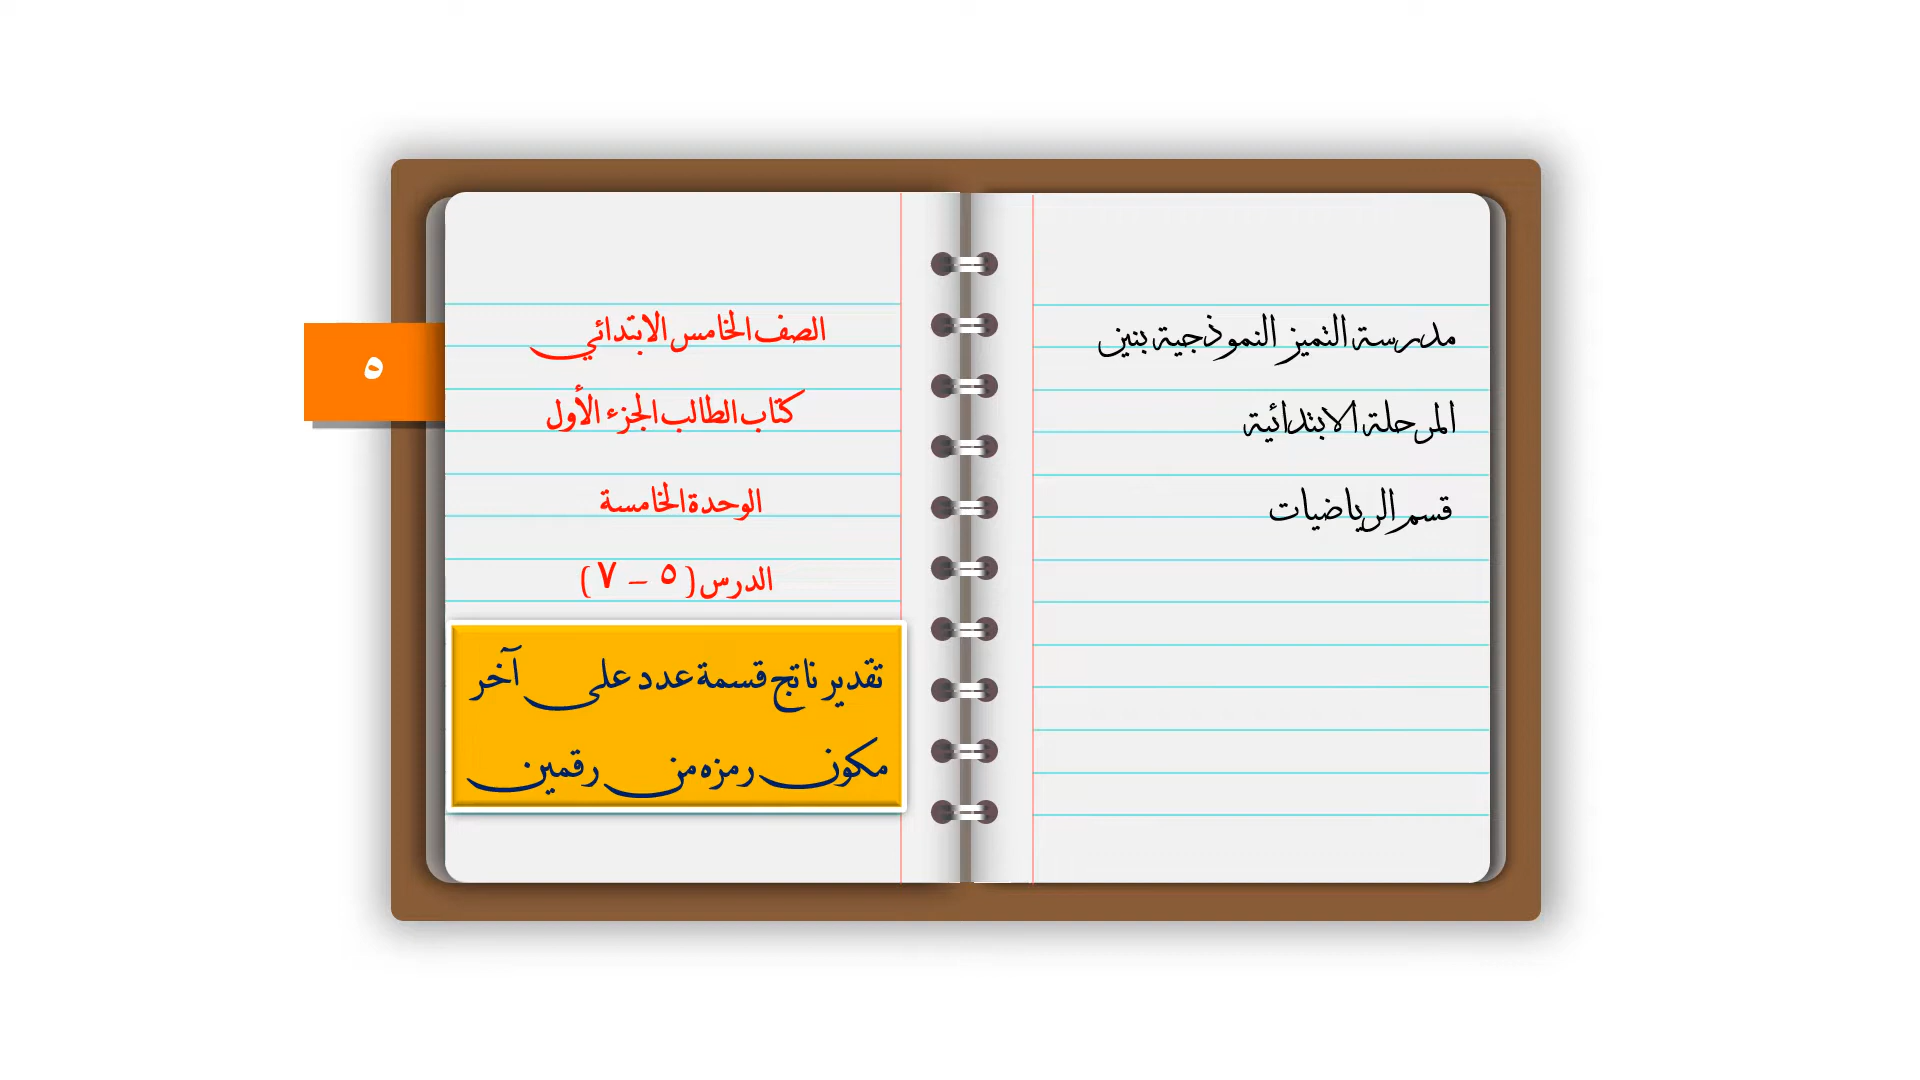 مدرسة التميز النموذجية بنين
المرحلة الابتدائية
قسم الرياضيات
٥
الصف الخامس الابتدائي
كتاب الطالب الجزء الأول
الوحدة الخامسة
الدرس ( ٥ – ٧ )
تقدير ناتج قسمة عدد على آخر
مكون رمزه من رقمين